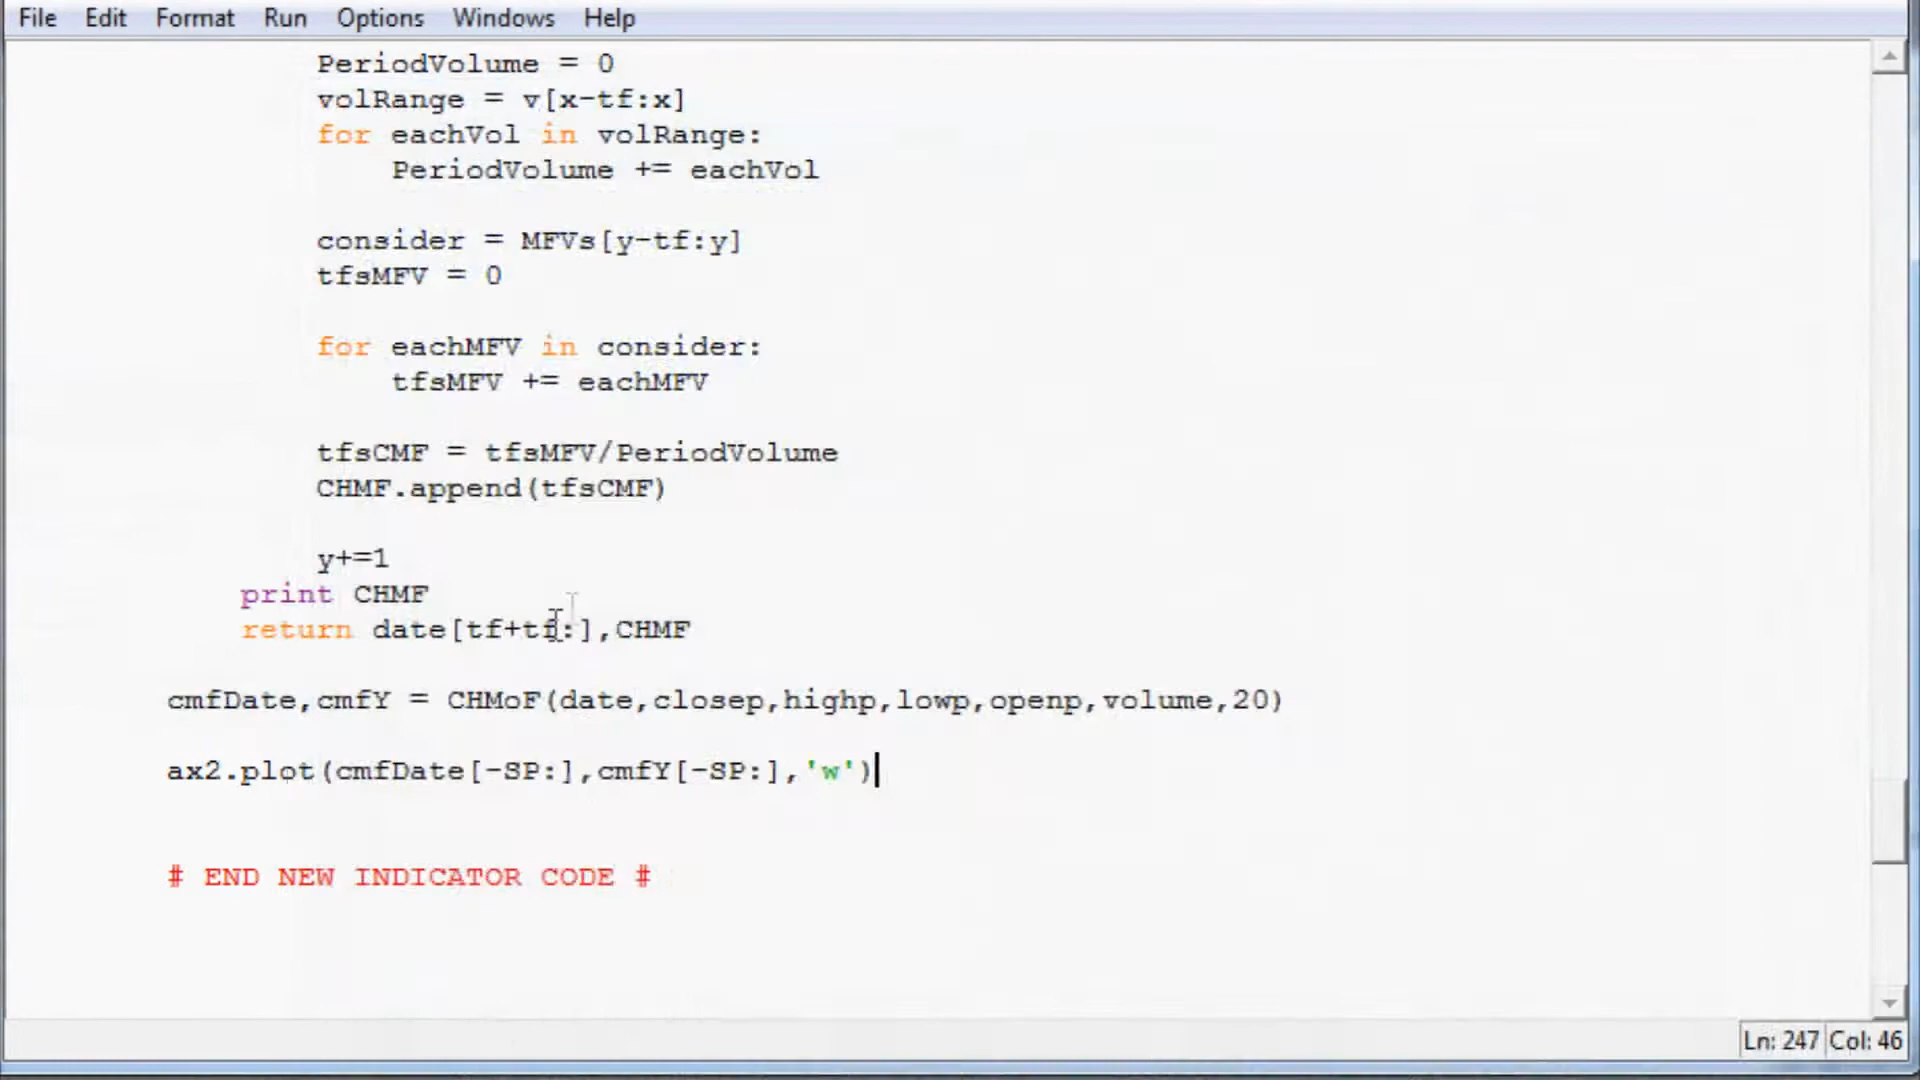 File Edit Format Run Options Windows Help
PeriodVolume = 0
volRange = v[x-tf:x]
for eachVol in volRange:
PeriodVolume += eachVol
consider = MFVs[y-tf:y]
tfsMFV = 0
for eachMFV in consider:
tfsMFV += eachMFV
tfsCMF = tfsMFV/PeriodVolume
CHMF.append(tfsCMF)
y+=1
print CHMF
return date[tf+tf:],CHMF
cmfDate,cmfY = CHMoF(date,closep,highp,lowp,openp,volume,20)
ax2.plot(cmfDate[-SP:],cmfY[-SP:],'w')
# END NEW INDICATOR CODE #
Ln: 247 Col: 46